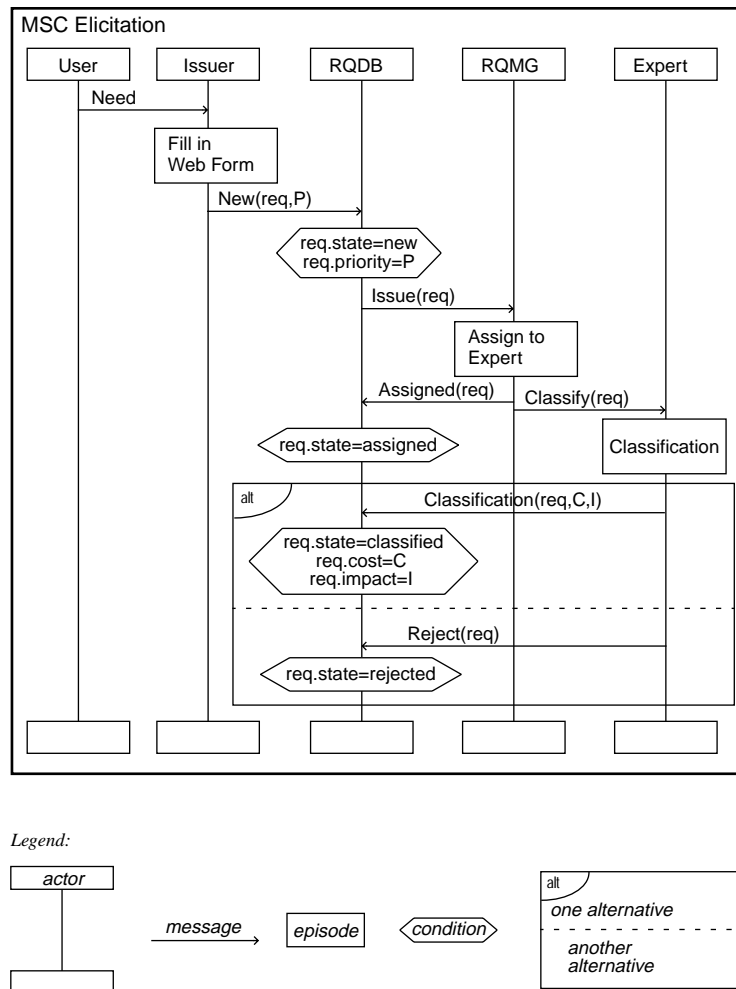 MSC Elicitation
User
Issuer
RQDB
RQMG
Expert
Need
Fill in
Web Form
New(req,P)
req.state=new
req.priority=P
Issue(req)
Assign to
Expert
Assigned(req)
Classify(req)
req.state=assigned
Classification
alt
Classification(req,C,I)
req.state=classified
req.cost=C
req.impact=I
Reject(req)
req.state=rejected
Legend:
actor
message
episode
condition
alt
one alternative
another
alternative